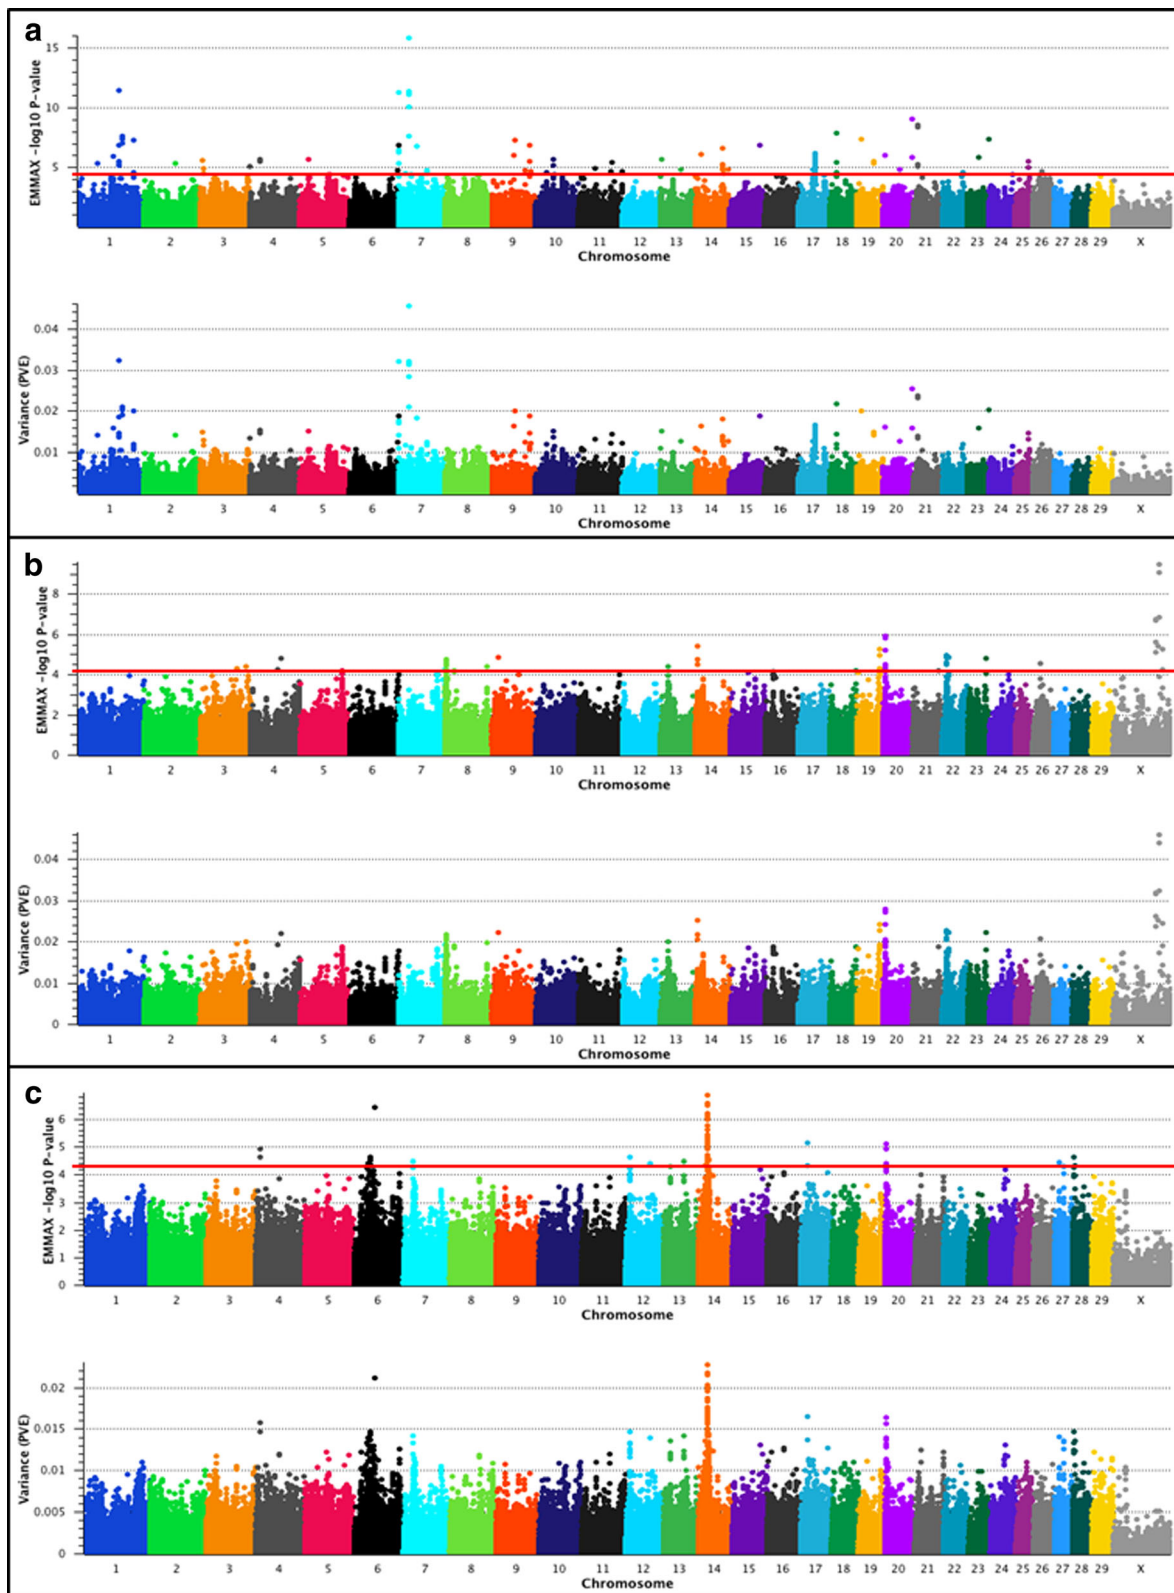 a
EMMAX -log10 P-value
15
10
5
1 2 3 4 5 6 7 8 9 10 11 12 13 14 15 16 17 18 19 20 21 22 23 24 25 26 27 28 29 X
Chromosome
Variance (PVE)
0.04
0.03
0.02
0.01
1 2 3 4 5 6 7 8 9 10 11 12 13 14 15 16 17 18 19 20 21 22 23 24 25 26 27 28 29 X
Chromosome
b
EMMAX -log10 P-value
8
6
4
2
0
1 2 3 4 5 6 7 8 9 10 11 12 13 14 15 16 17 18 19 20 21 22 23 24 25 26 27 28 29 X
Chromosome
Variance (PVE)
0.04
0.03
0.02
0.01
0
1 2 3 4 5 6 7 8 9 10 11 12 13 14 15 16 17 18 19 20 21 22 23 24 25 26 27 28 29 X
Chromosome
c
EMMAX -log10 P-value
6
5
4
3
2
1
0
1 2 3 4 5 6 7 8 9 10 11 12 13 14 15 16 17 18 19 20 21 22 23 24 25 26 27 28 29 X
Chromosome
Variance (PVE)
0.02
0.015
0.01
0.005
0
1 2 3 4 5 6 7 8 9 10 11 12 13 14 15 16 17 18 19 20 21 22 23 24 25 26 27 28 29 X
Chromosome